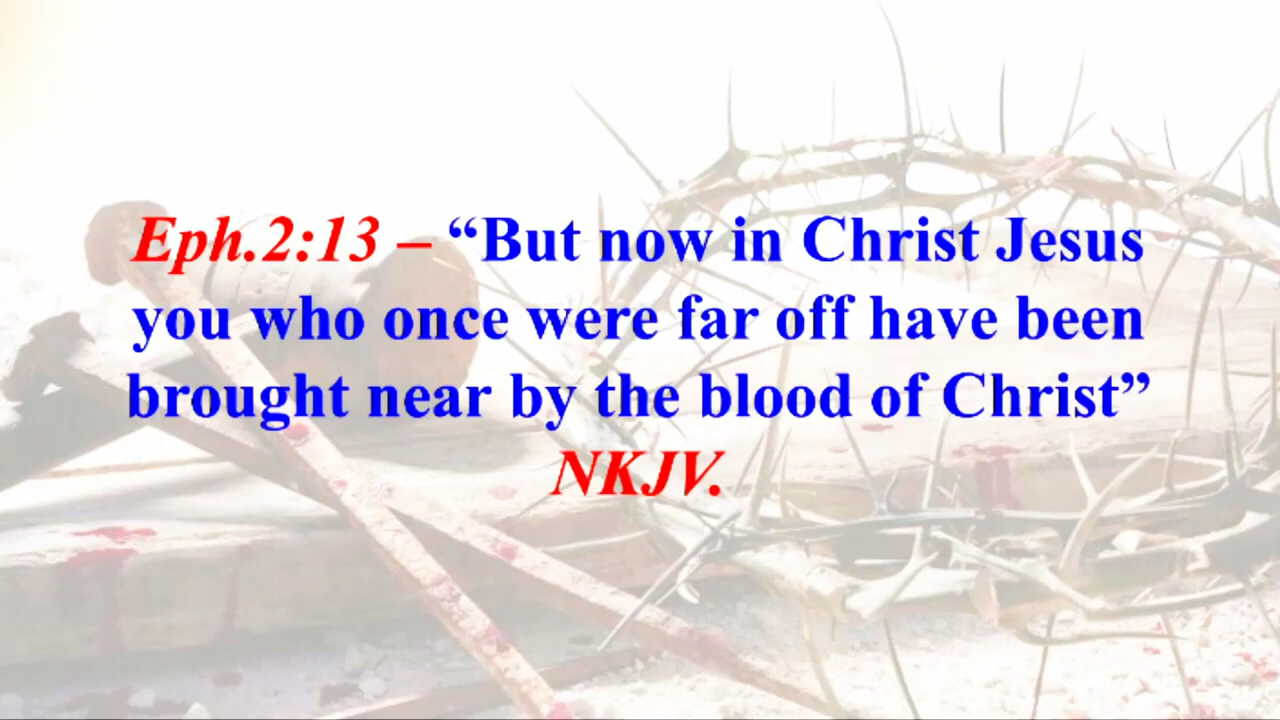 Eph.2:13 – “But now in Christ Jesus
you who once were far off have been
brought near by the blood of Christ”
NKJV.